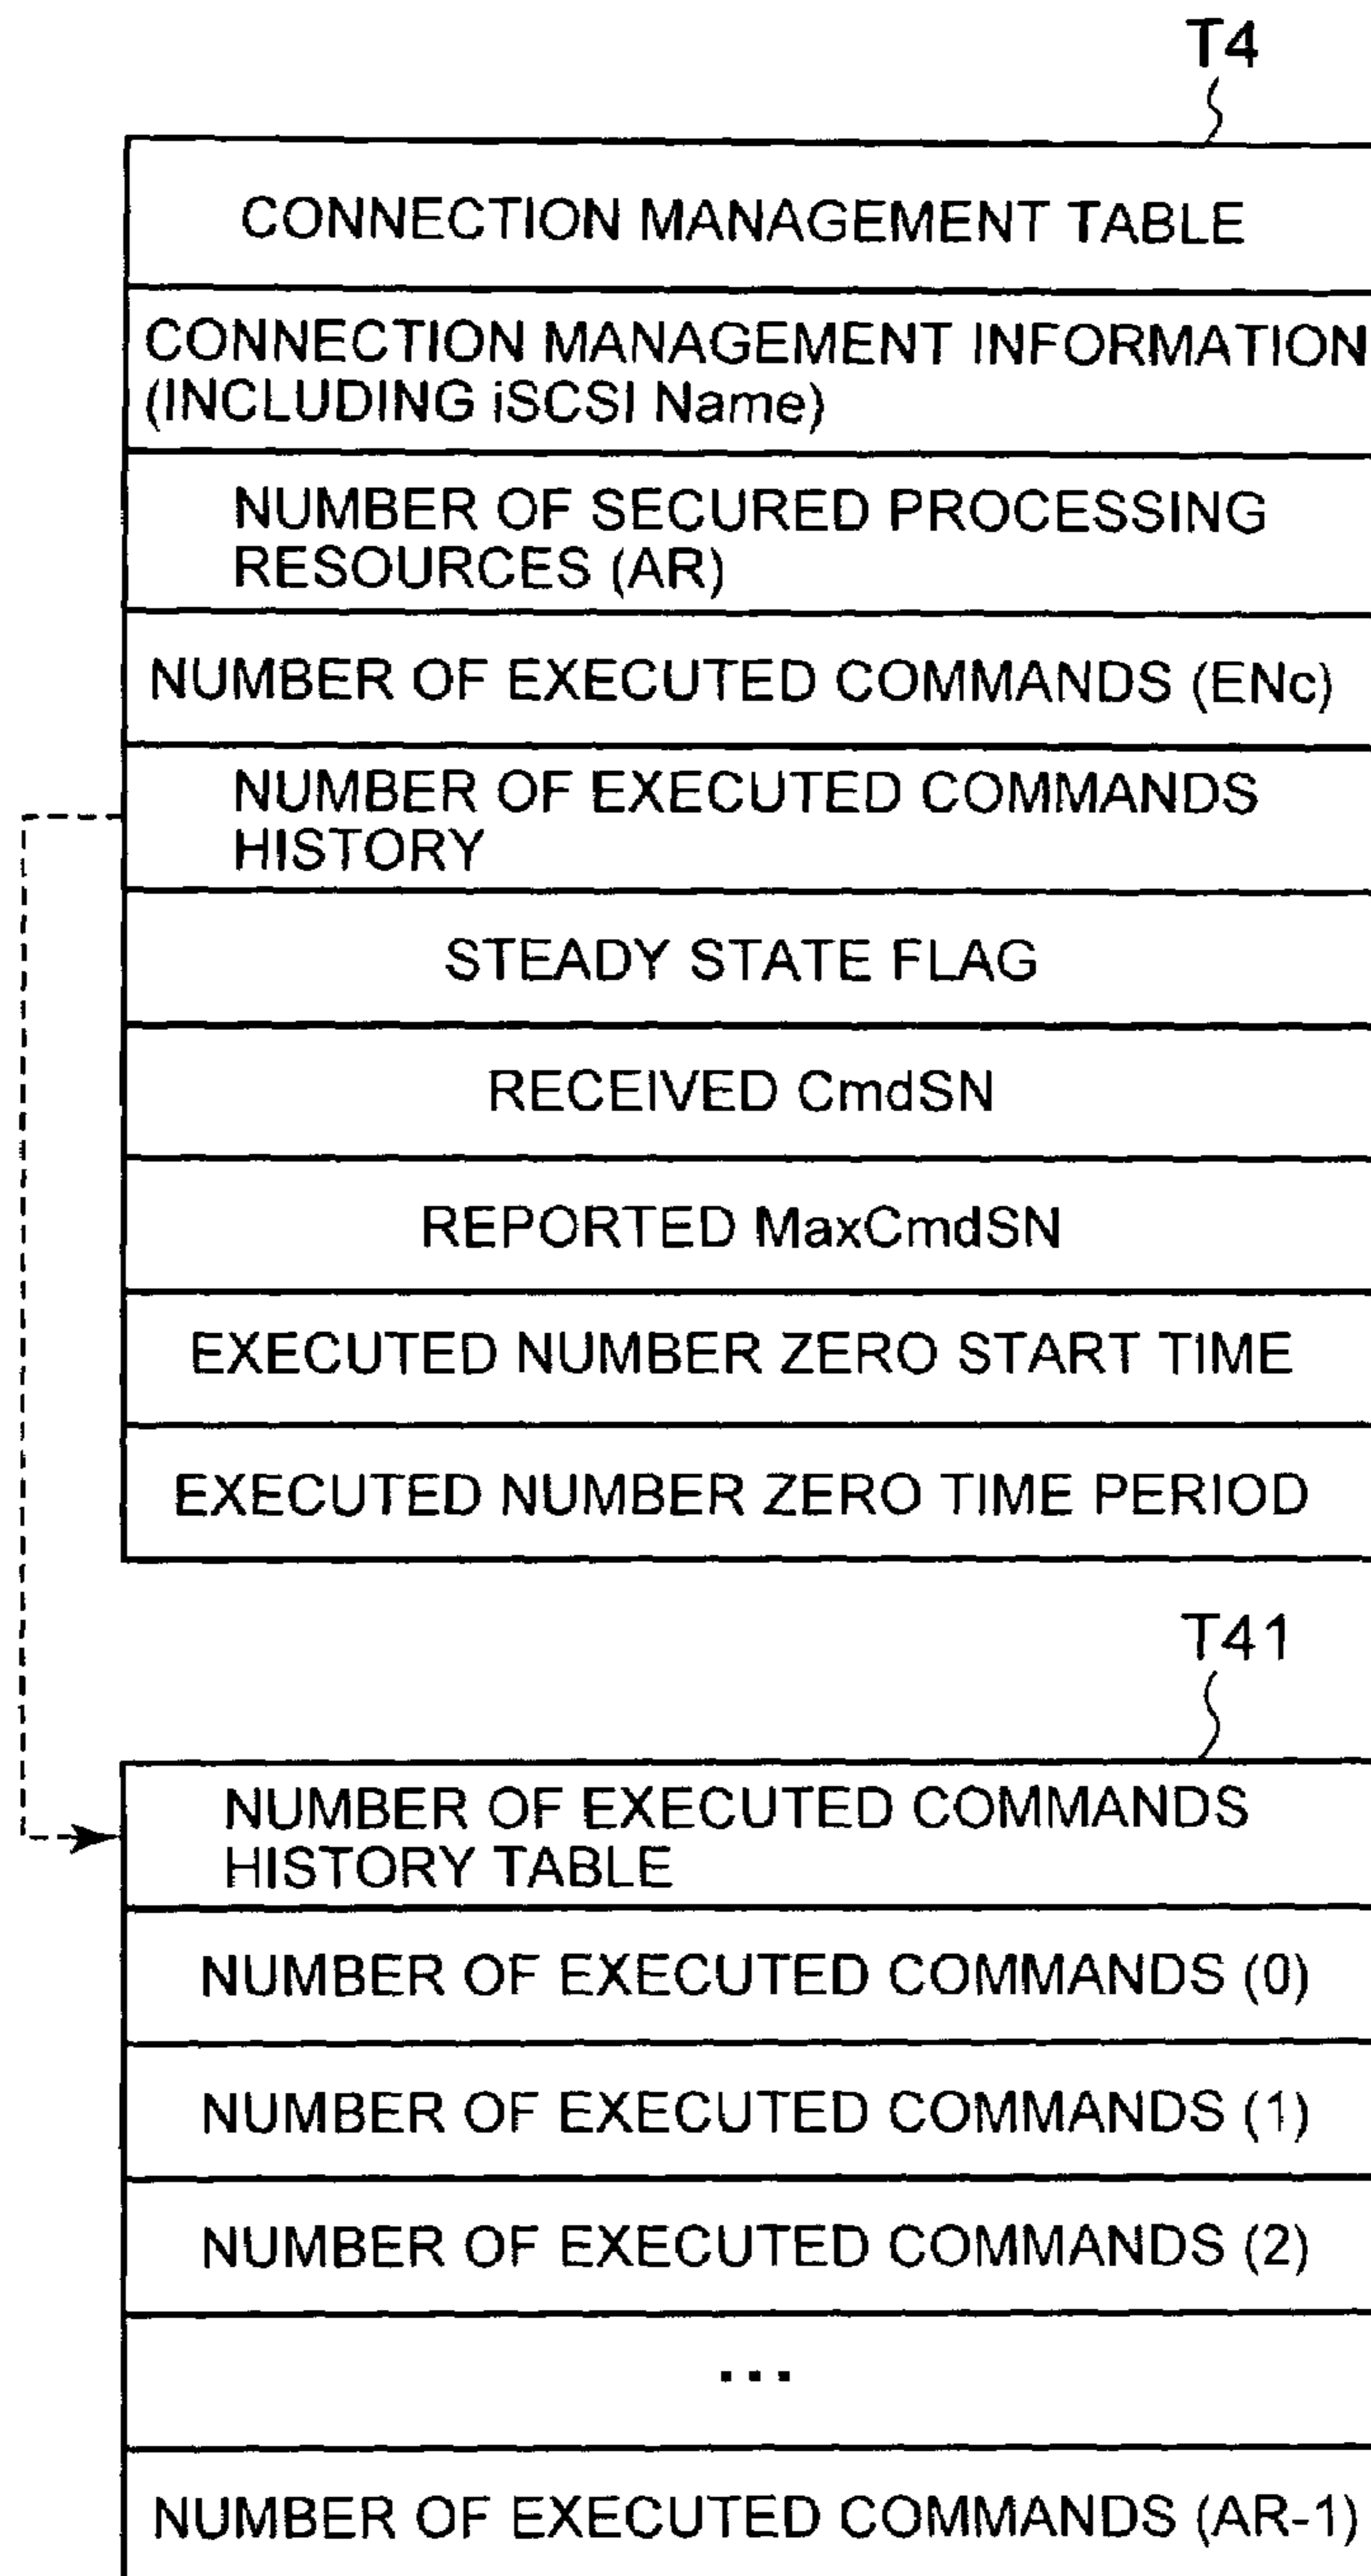 T4
CONNECTION MANAGEMENT TABLE
CONNECTION MANAGEMENT INFORMATION
(INCLUDING iSCSI Name)
NUMBER OF SECURED PROCESSING
RESOURCES (AR)
NUMBER OF EXECUTED COMMANDS (ENc)
NUMBER OF EXECUTED COMMANDS
HISTORY
STEADY STATE FLAG
RECEIVED CmdSN
REPORTED MaxCmdSN
EXECUTED NUMBER ZERO START TIME
EXECUTED NUMBER ZERO TIME PERIOD
T41
NUMBER OF EXECUTED COMMANDS
HISTORY TABLE
NUMBER OF EXECUTED COMMANDS (0)
NUMBER OF EXECUTED COMMANDS (1)
NUMBER OF EXECUTED COMMANDS (2)
...
NUMBER OF EXECUTED COMMANDS (AR-1)